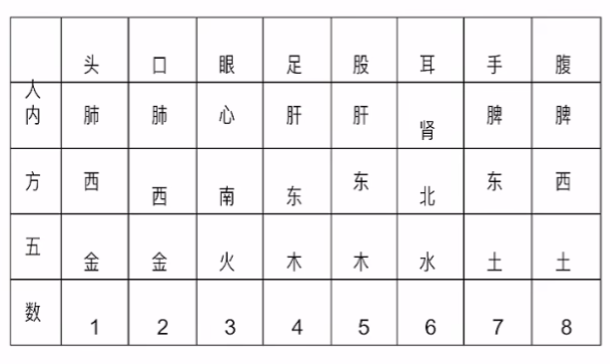 头 口 眼 足 股 耳 手 腹
人
内 肺 肺 心 肝 肝 肾 脾 脾
方 西 西 南 东 东 北 东 西
五 金 金 火 木 木 水 土 土
数 1 2 3 4 5 6 7 8